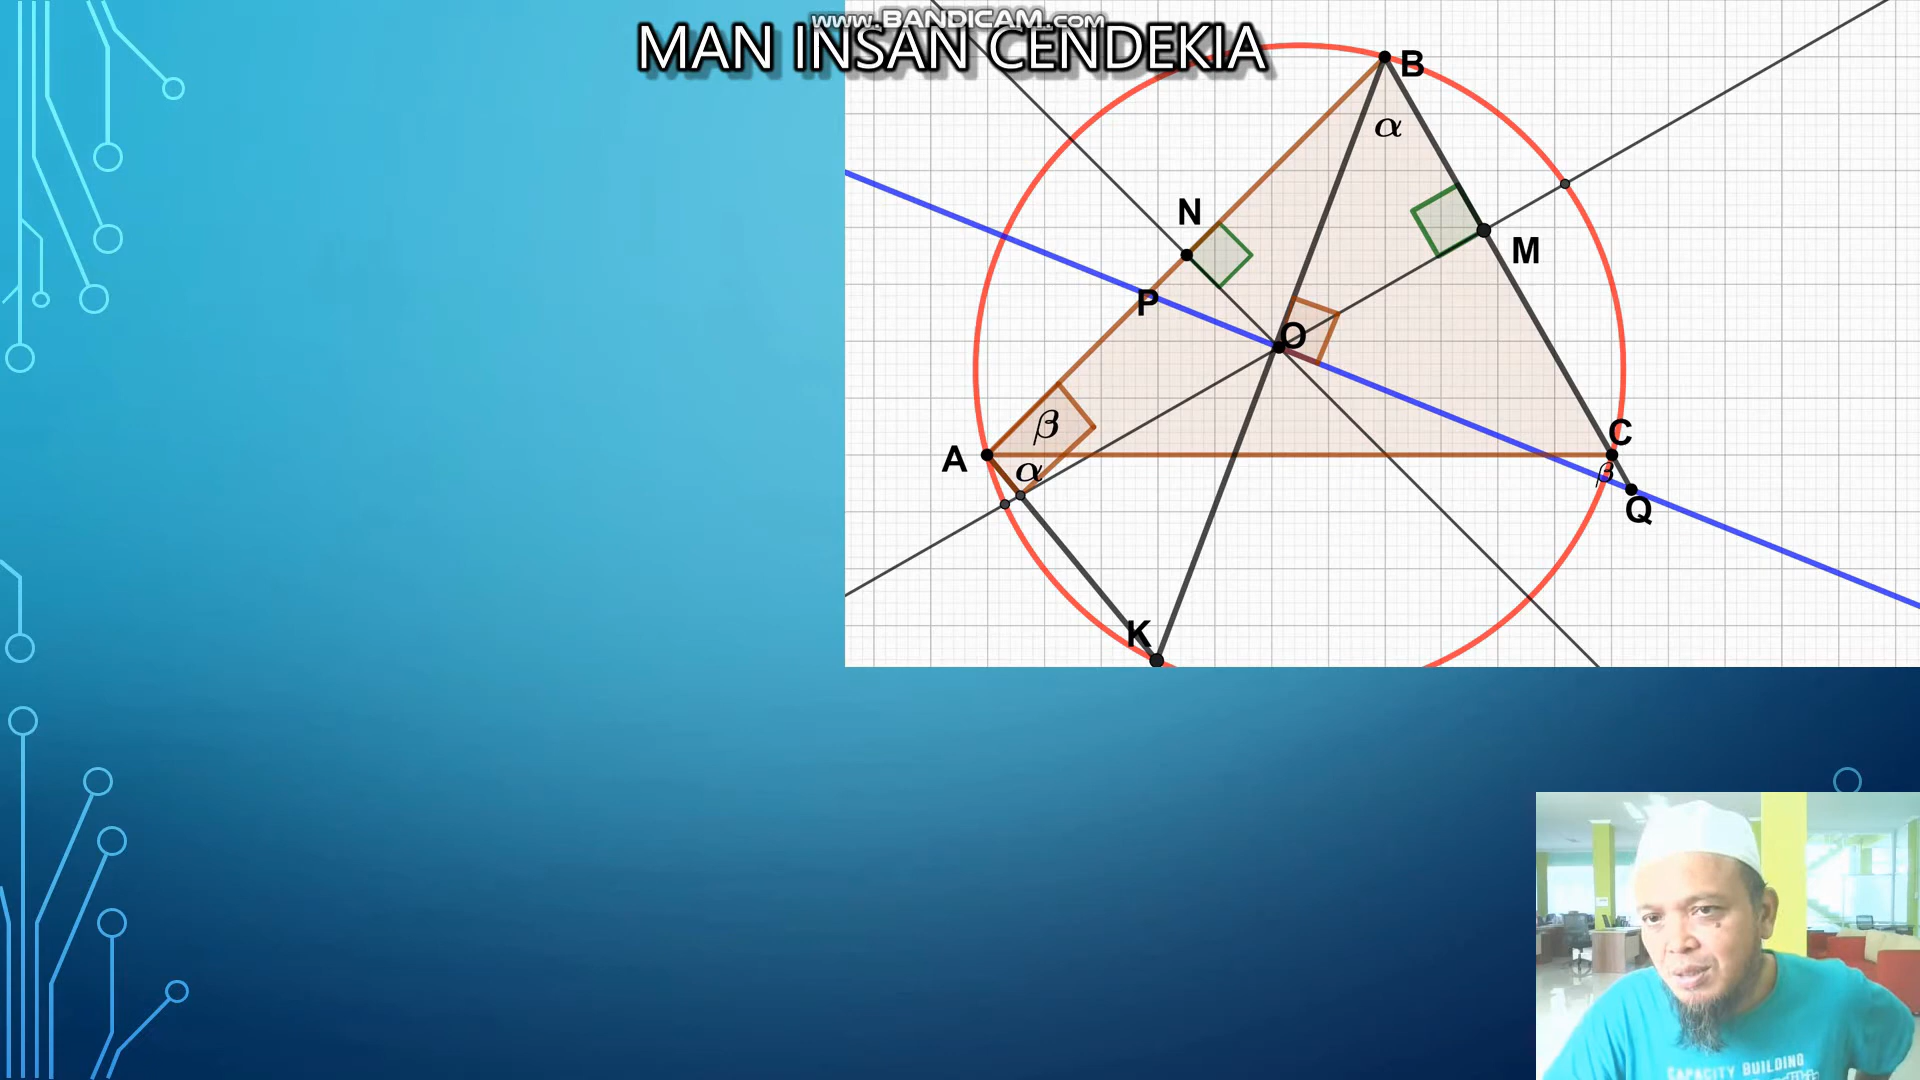 www.BANDICAM.com
MAN INSAN CENDEKIA
B
α
N
M
P
O
β
C
A
α
β
Q
K
CAPACITY BUILDING